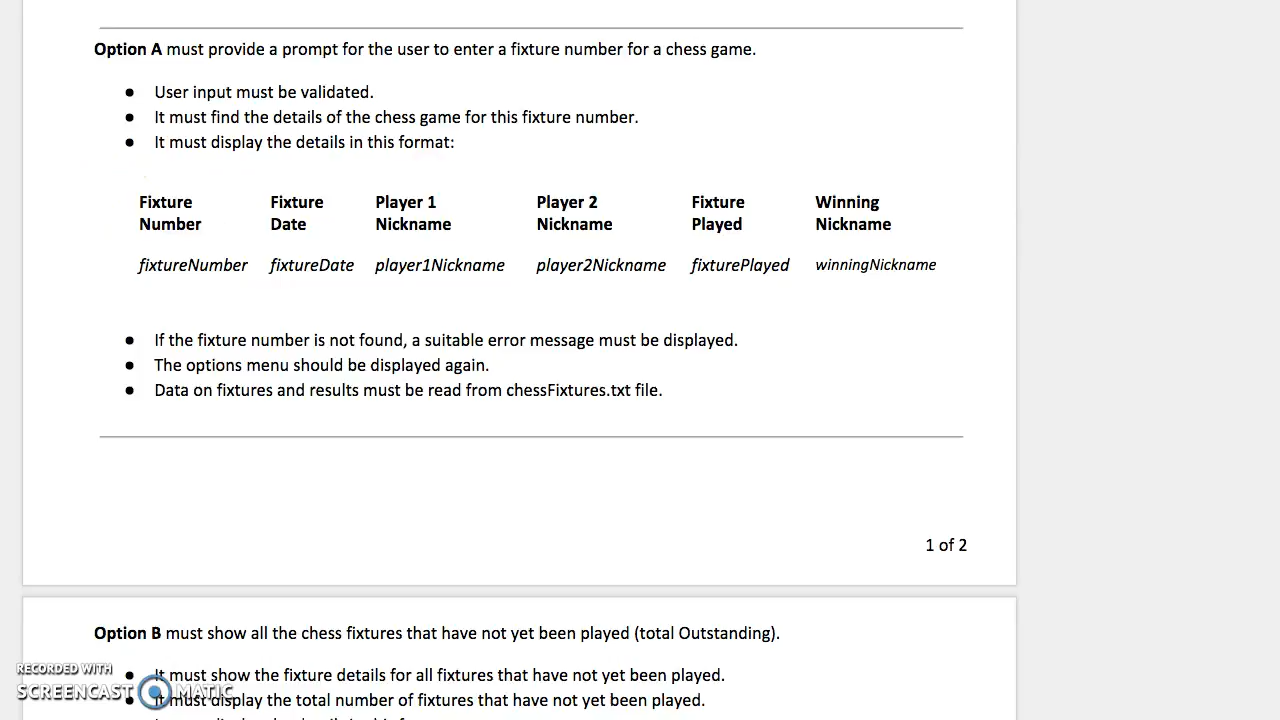 Option A must provide a prompt for the user to enter a fixture number for a chess game.
● User input must be validated.
● It must find the details of the chess game for this fixture number.
● It must display the details in this format:
Fixture Fixture Player 1 Player 2 Fixture Winning
Number Date Nickname Nickname Played Nickname
fixtureNumber fixtureDate player1Nickname player2Nickname fixturePlayed winningNickname
● If the fixture number is not found, a suitable error message must be displayed.
● The options menu should be displayed again.
● Data on fixtures and results must be read from chessFixtures.txt file.
1 of 2
Option B must show all the chess fixtures that have not yet been played (total Outstanding).
● It must show the fixture details for all fixtures that have not yet been played.
● It must display the total number of fixtures that have not yet been played.
RECORDED WITH
SCREENCAST MATIC